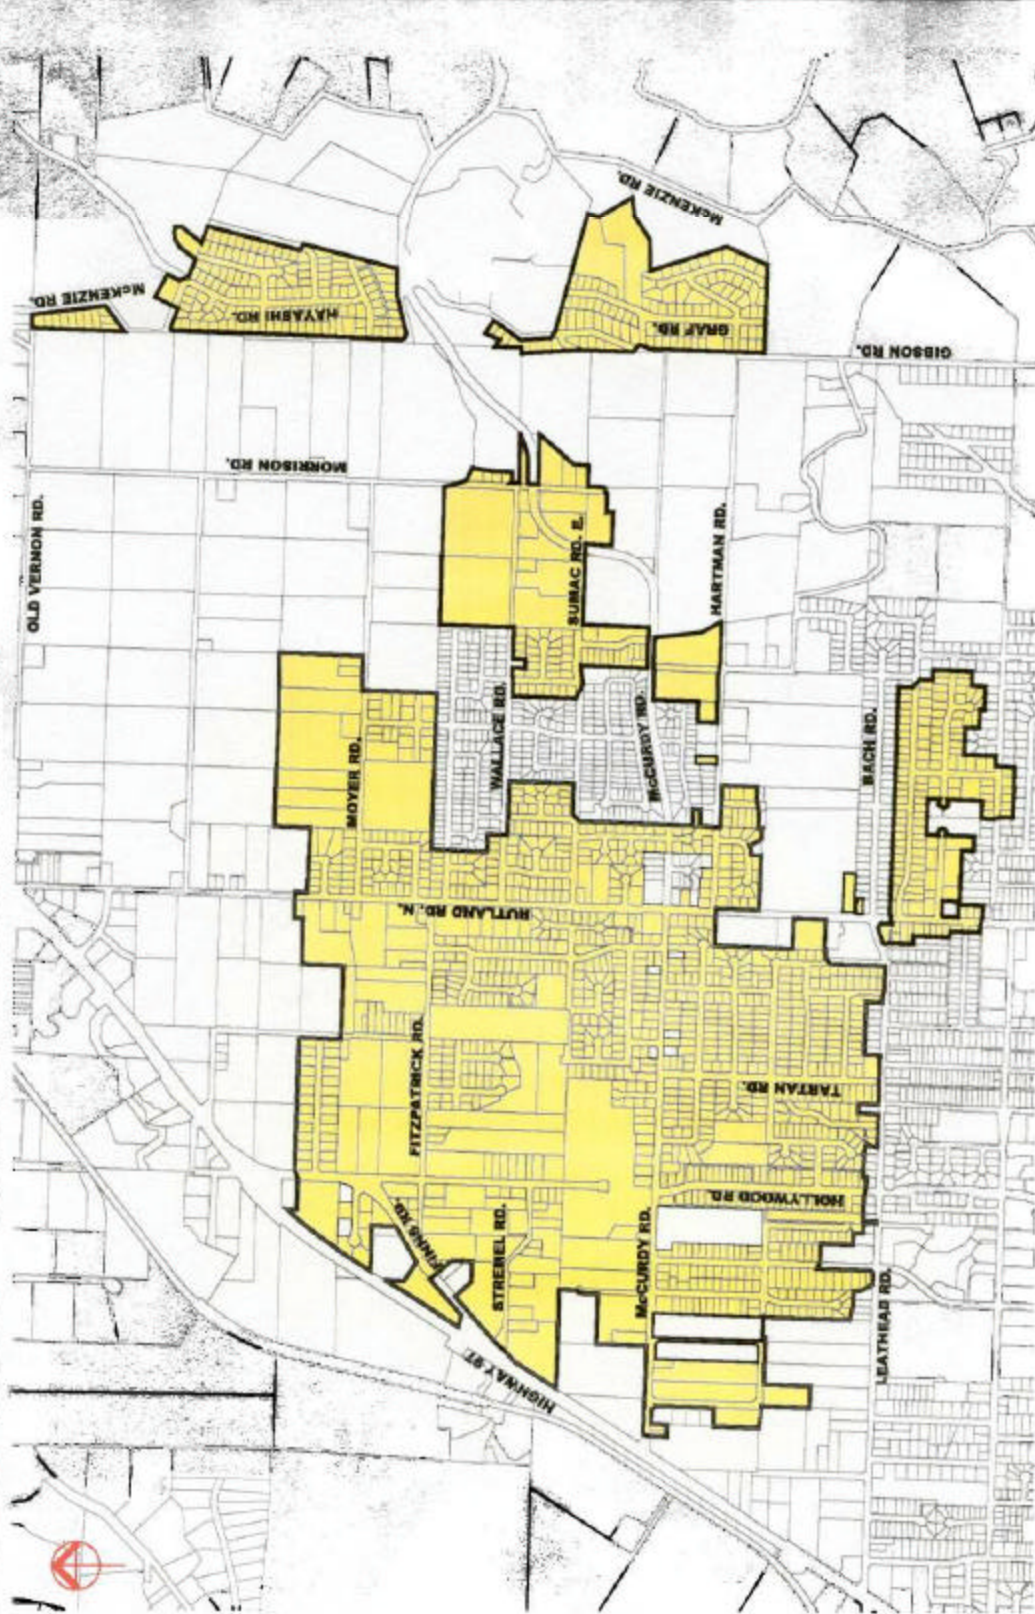 McKENZIE RD.
McKENZIE RD.
HAYASHI RD.
GRAF RD.
GIBSON RD.
MORRISON RD.
OLD VERNON RD.
SUMAC RD. E.
HARTMAN RD.
WALLACE RD.
McCURDY RD.
MOYER RD.
BACH RD.
RUTLAND RD. N.
FITZPATRICK RD.
TARTAN RD.
HOLLYWOOD RD.
FINNS RD.
STREMEL RD.
McCURDY RD.
LEATHEAD RD.
HIGHWAY 97